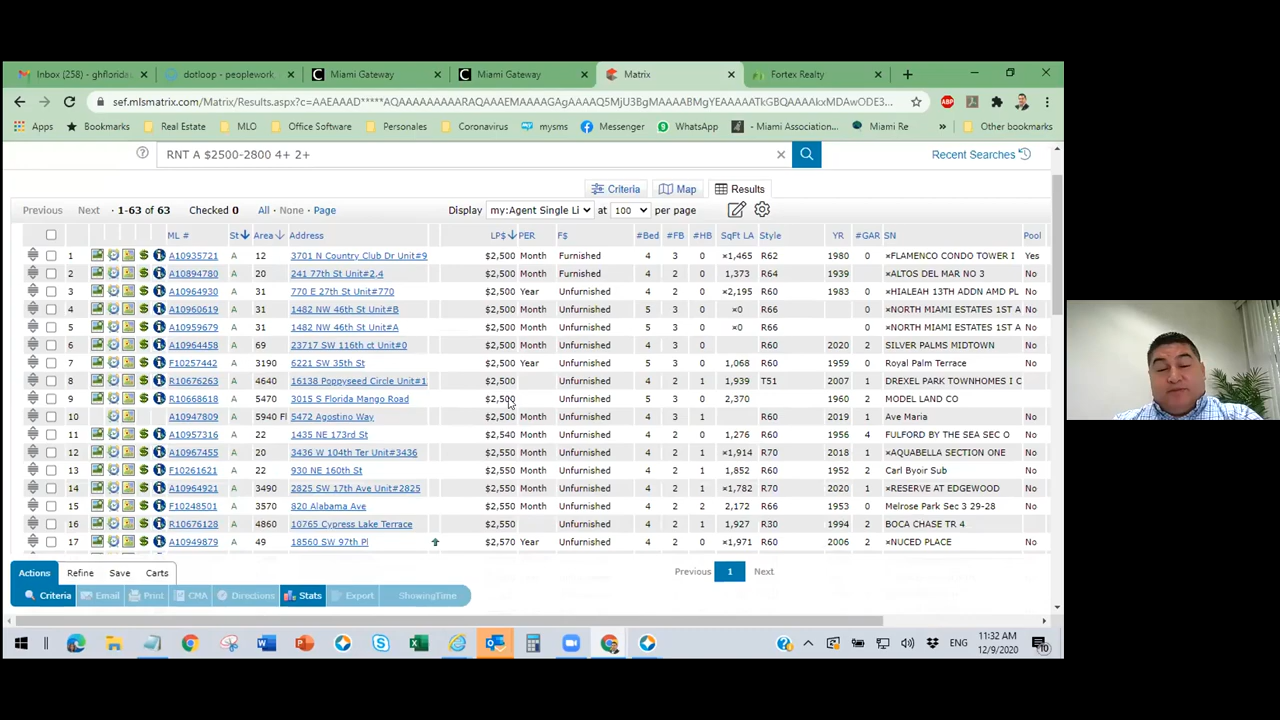 Inbox (258) - ghflorida dotloop - peoplework Miami Gateway Miami Gateway Matrix Fortex Realty
sef.mlsmatrix.com/Matrix/Results.aspx?c=AAEAAAD*****AQAAAAAAAAARAQAAAEMAAAAGAgAAAAQ5MjU3BgMAAAABMgYEAAAAATkGBQAAAAkxMDAwODE3...
Apps Bookmarks Real Estate MLO Office Software Personales Coronavirus mysms Messenger WhatsApp - Miami Association... Miami Re » Other bookmarks
RNT A $2500-2800 4+ 2+ Recent Searches
Criteria Map Results
Previous Next · 1-63 of 63 Checked 0 All · None · Page Display my:Agent Single Li at 100 per page
ML # St Area Address LP$ PER F$ #Bed #FB #HB SqFt LA Style YR #GAR SN Pool
1 A10935721 A 12 3701 N Country Club Dr Unit#9 $2,500 Month Furnished 4 3 0 ×1,465 R62 1980 0 ×FLAMENCO CONDO TOWER I Yes
2 A10894780 A 20 241 77th St Unit#2,4 $2,500 Month Furnished 4 2 0 1,373 R64 1939 0 ×ALTOS DEL MAR NO 3 No
3 A10964930 A 31 770 E 27th St Unit#770 $2,500 Year Unfurnished 4 2 0 ×2,195 R60 1983 0 ×HIALEAH 13TH ADDN AMD PL No
4 A10960619 A 31 1482 NW 46th St Unit#B $2,500 Month Unfurnished 5 3 0 ×0 R66 0 ×NORTH MIAMI ESTATES 1ST A No
5 A10959679 A 31 1482 NW 46th St Unit#A $2,500 Month Unfurnished 5 3 0 ×0 R66 0 ×NORTH MIAMI ESTATES 1ST A No
6 A10964458 A 69 23717 SW 116th ct Unit#0 $2,500 Month Unfurnished 4 2 0 R66 2020 2 SILVER PALMS MIDTOWN No
7 F10257442 A 3190 6221 SW 35th St $2,500 Year Unfurnished 5 3 0 1,068 R60 1959 0 Royal Palm Terrace No
8 R10676263 A 4640 16138 Poppyseed Circle Unit#1 $2,500 Unfurnished 4 2 1 1,939 TS1 2007 1 DREXEL PARK TOWNHOMES I C
9 R10668618 A 5470 3015 S Florida Mango Road $2,500 Unfurnished 5 3 0 2,370 1960 2 MODEL LAND CO
10 A10947809 A 5940 Fl 5472 Agostino Way $2,500 Month Unfurnished 4 3 1 R60 2019 1 Ave Maria No
11 A10957316 A 22 1435 NE 173rd St $2,540 Month Unfurnished 4 2 0 1,276 R60 1956 4 FULFORD BY THE SEA SEC O No
12 A10967455 A 20 3436 W 104th Ter Unit#3436 $2,550 Month Unfurnished 4 2 1 ×1,914 R70 2018 1 ×AQUABELLA SECTION ONE No
13 F10261621 A 22 930 NE 160th St $2,550 Month Unfurnished 4 2 1 1,852 R60 1952 2 Carl Byoir Sub No
14 A10964921 A 3490 2825 SW 17th Ave Unit#2825 $2,550 Month Unfurnished 4 2 1 ×1,782 R70 2020 1 ×RESERVE AT EDGEWOOD No
15 F10248501 A 3570 820 Alabama Ave $2,550 Month Unfurnished 4 2 2 2,172 R66 1953 0 Melrose Park Sec 3 29-28 No
16 R10676128 A 4860 10765 Cypress Lake Terrace $2,550 Unfurnished 4 2 1 1,927 R30 1994 2 BOCA CHASE TR 4
17 A10949879 A 49 18560 SW 97th Pl $2,570 Year Unfurnished 4 2 0 ×1,971 R60 2006 2 ×NUCED PLACE No
Actions Refine Save Carts Previous 1 Next
Criteria Email Print CMA Directions Stats Export ShowingTime
ENG 11:32 AM
12/9/2020